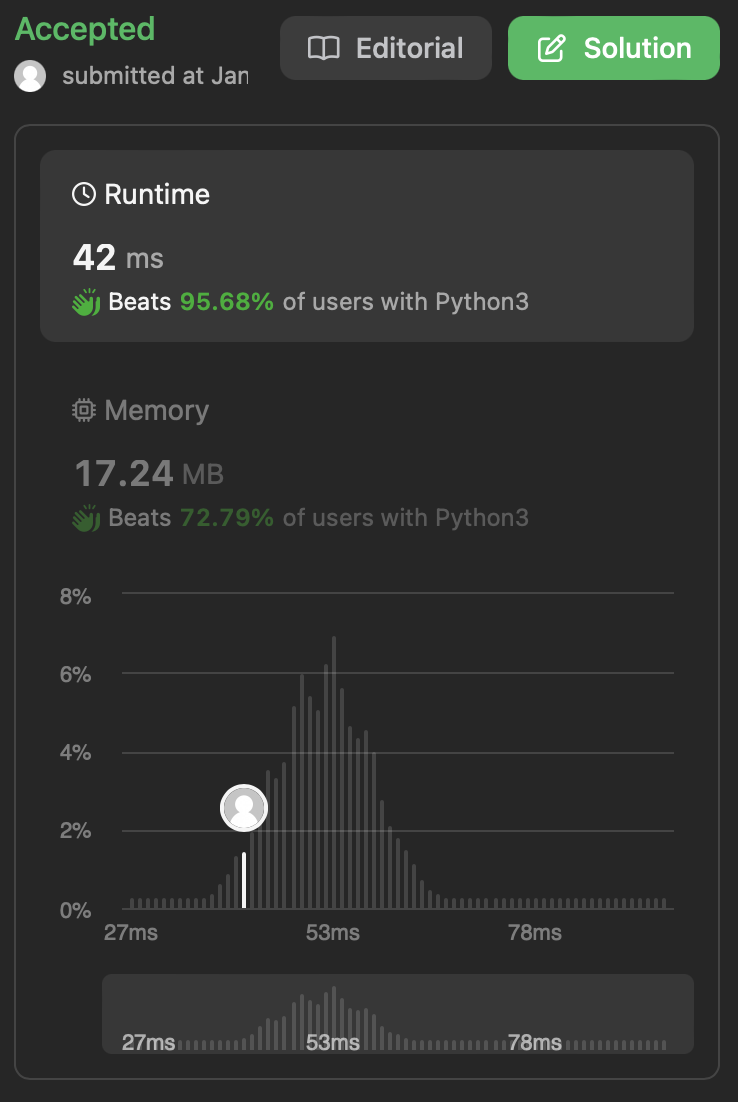 Accepted
Editorial
Solution
submitted at Jan
Runtime
42 ms
Beats 95.68% of users with Python3
Memory
17.24 MB
Beats 72.79% of users with Python3
8%
6%
4%
2%
0%
27ms 53ms 78ms
27ms 53ms 78ms